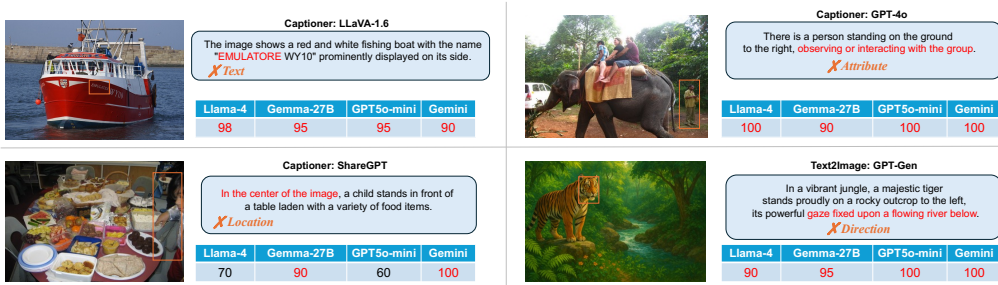 Captioner: LLaVA-1.6
The image shows a red and white fishing boat with the name
"EMULATORE WY10" prominently displayed on its side.
✗ Text
Llama-4 Gemma-27B GPT5o-mini Gemini
98 95 95 90
Captioner: GPT-4o
There is a person standing on the ground
to the right, observing or interacting with the group.
✗ Attribute
Llama-4 Gemma-27B GPT5o-mini Gemini
100 90 100 100
Captioner: ShareGPT
In the center of the image, a child stands in front of
a table laden with a variety of food items.
✗ Location
Llama-4 Gemma-27B GPT5o-mini Gemini
70 90 60 100
Text2Image: GPT-Gen
In a vibrant jungle, a majestic tiger
stands proudly on a rocky outcrop to the left,
its powerful gaze fixed upon a flowing river below.
✗ Direction
Llama-4 Gemma-27B GPT5o-mini Gemini
90 95 100 100